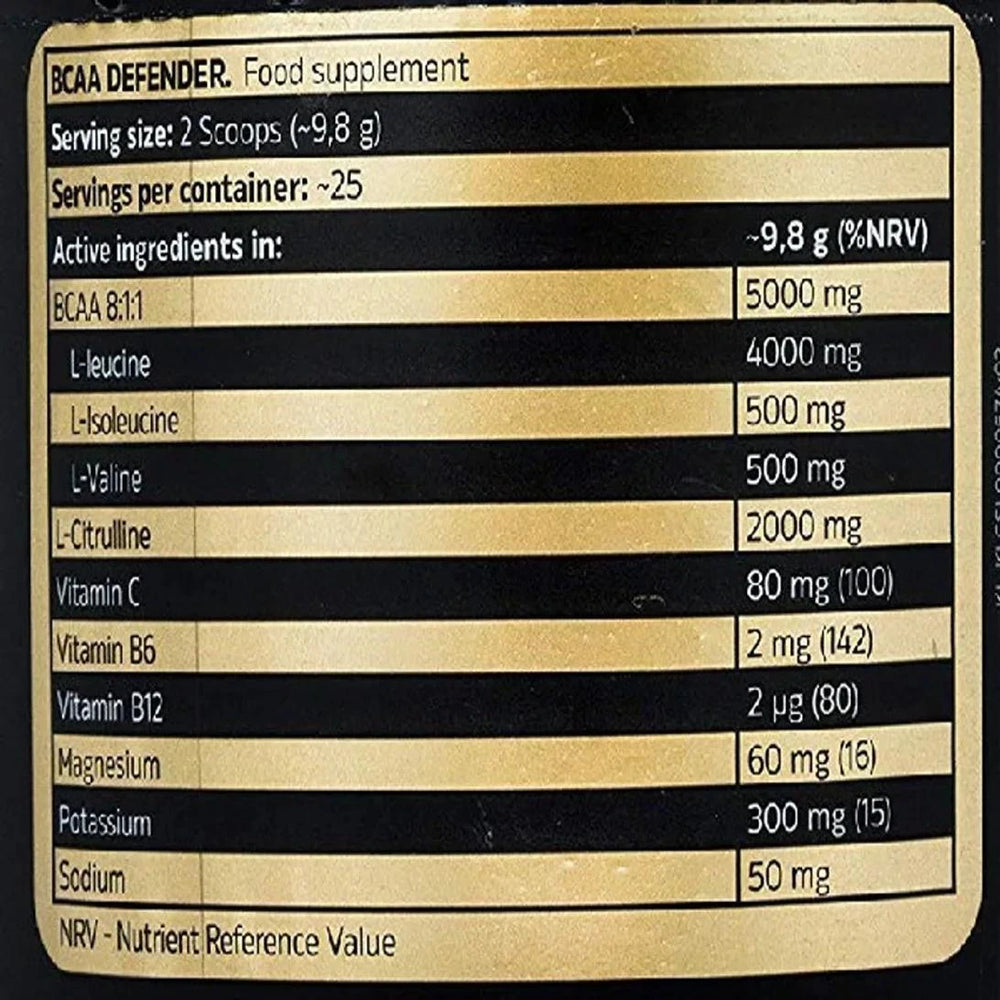 BCAA DEFENDER. Food supplement
Serving size: 2 Scoops (~9,8 g)
Servings per container: ~25
Active ingredients in: ~9,8 g (%NRV)
BCAA 8:1:1 5000 mg
L-leucine 4000 mg
L-Isoleucine 500 mg
L-Valine 500 mg
L-Citrulline 2000 mg
Vitamin C 80 mg (100)
Vitamin B6 2 mg (142)
Vitamin B12 2 µg (80)
Magnesium 60 mg (16)
Potassium 300 mg (15)
Sodium 50 mg
NRV - Nutrient Reference Value